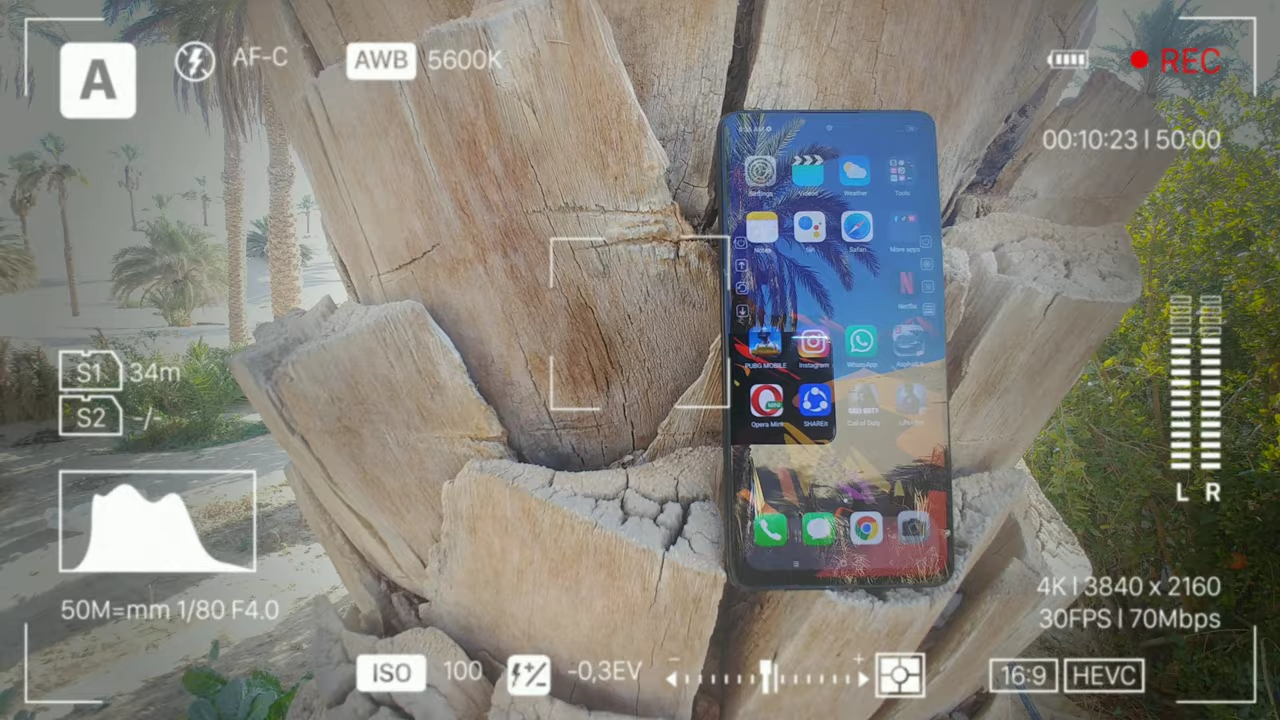 A
AF-C
AWB 5600K
REC
00:10:23 | 50:00
Settings
Videos
Weather
Tools
Notes
Safari
More apps
Netflix
PUBG MOBILE
Instagram
WhatsApp
Opera Mini
SHAREit
Call of Duty
S1 34m
S2 -/
L R
50M=mm 1/80 F4.0
4K | 3840 x 2160
30FPS | 70Mbps
ISO 100
-0,3EV
16:9 HEVC